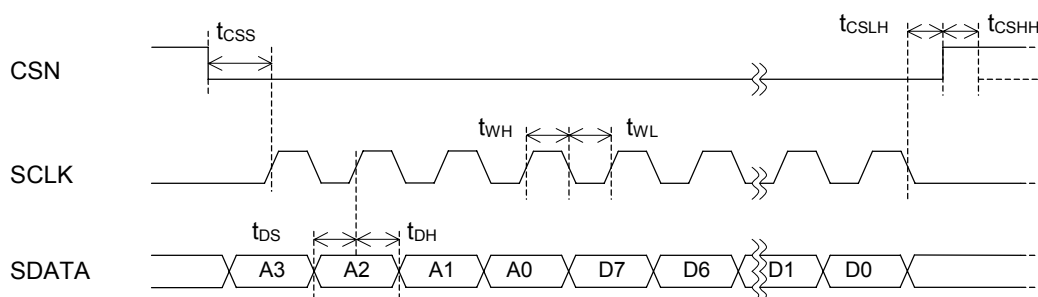 tCSS tCSLH tCSHH
CSN
tWH tWL
SCLK
tDS tDH
SDATA A3 A2 A1 A0 D7 D6 D1 D0